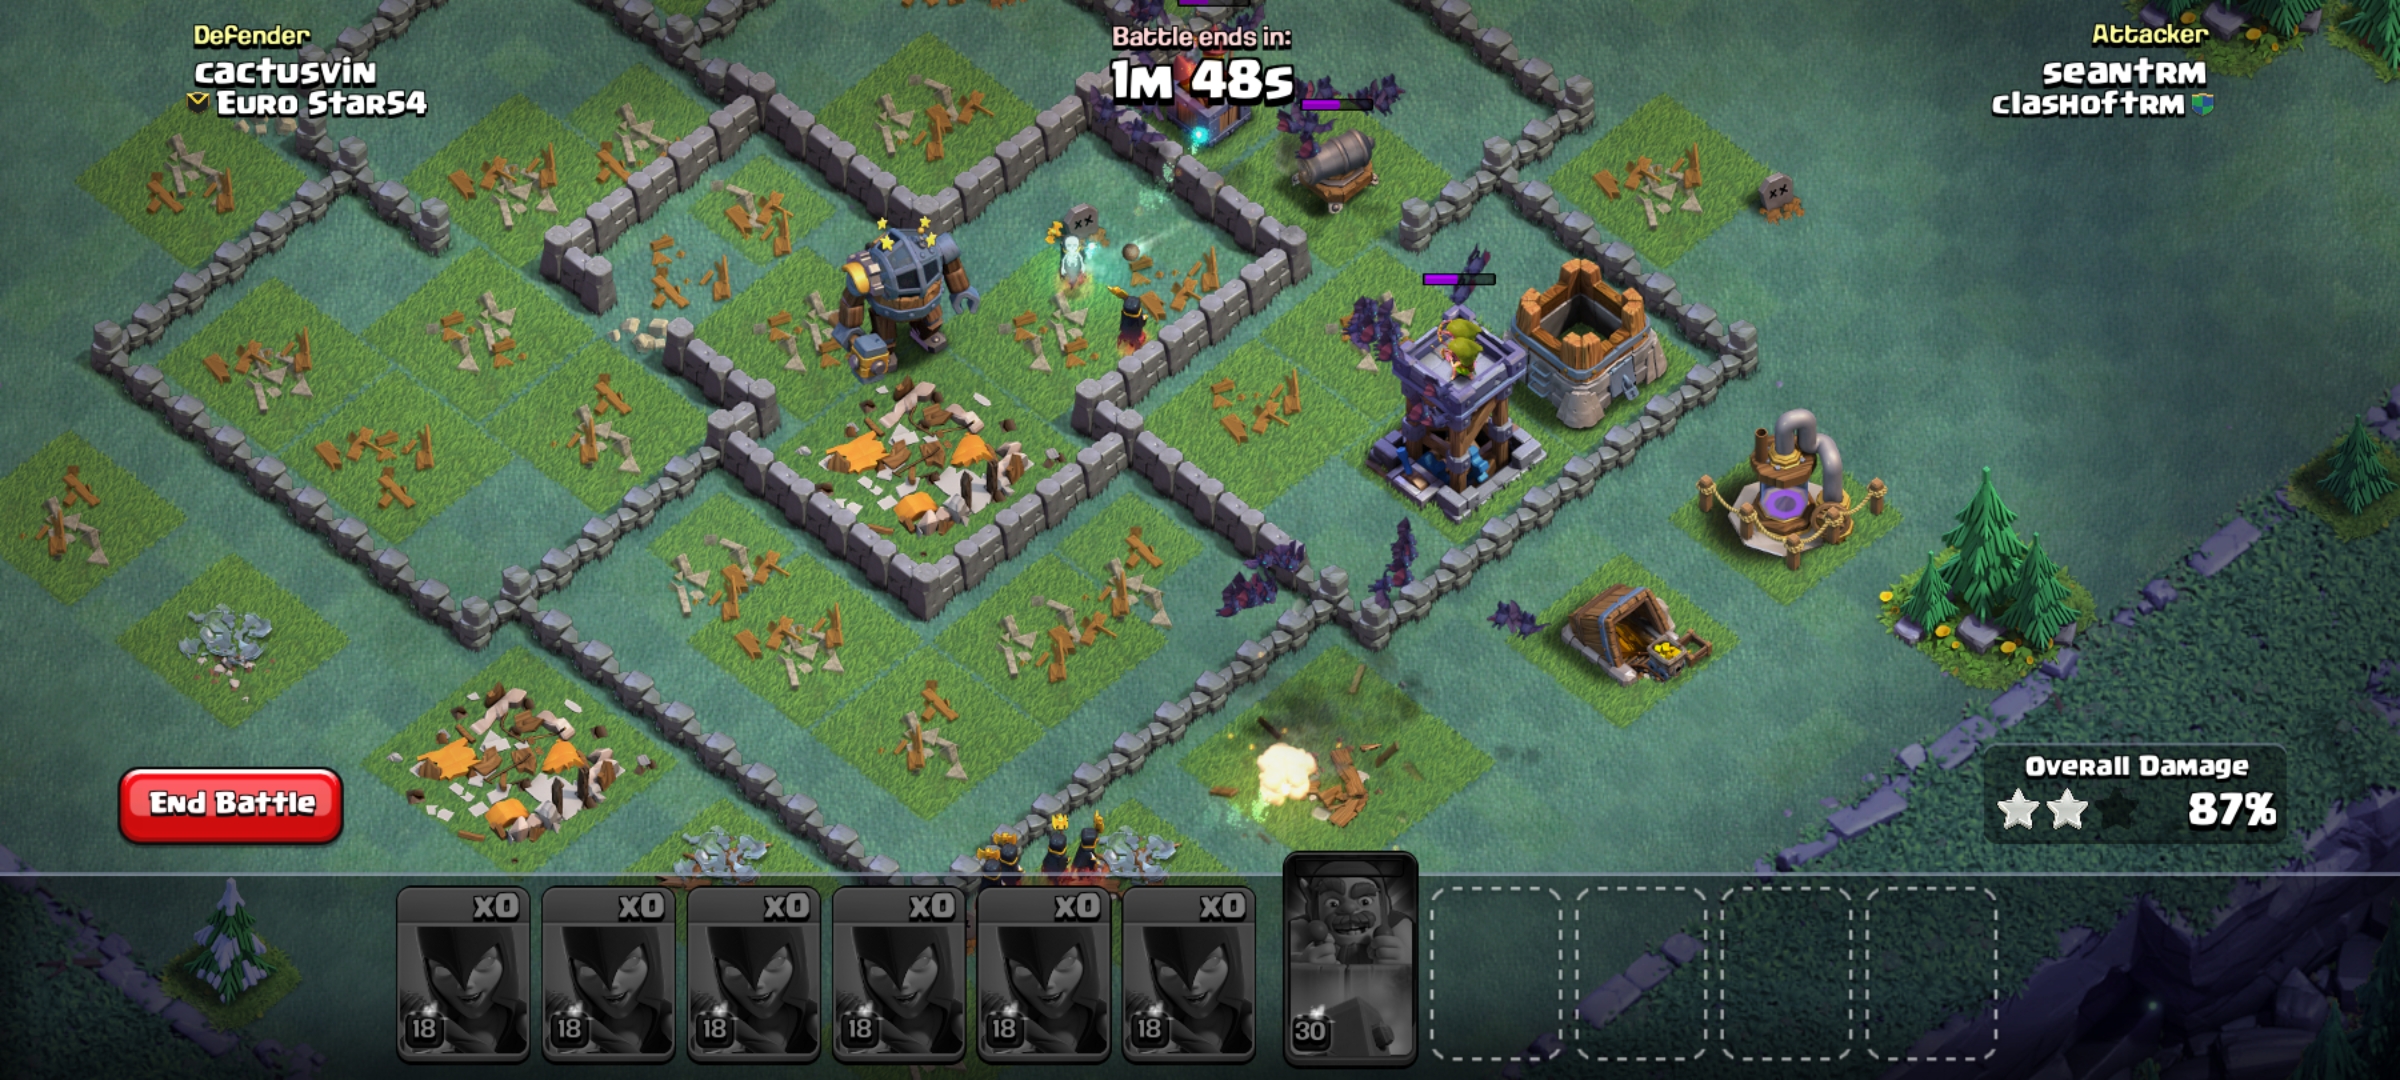 Defender
cactusvin
Euro Star54
Battle ends in:
1m 48s
Attacker
seantrm
clashoftrm
End Battle
Overall Damage
87%
x0
x0
x0
x0
x0
x0
18
18
18
18
18
18
30